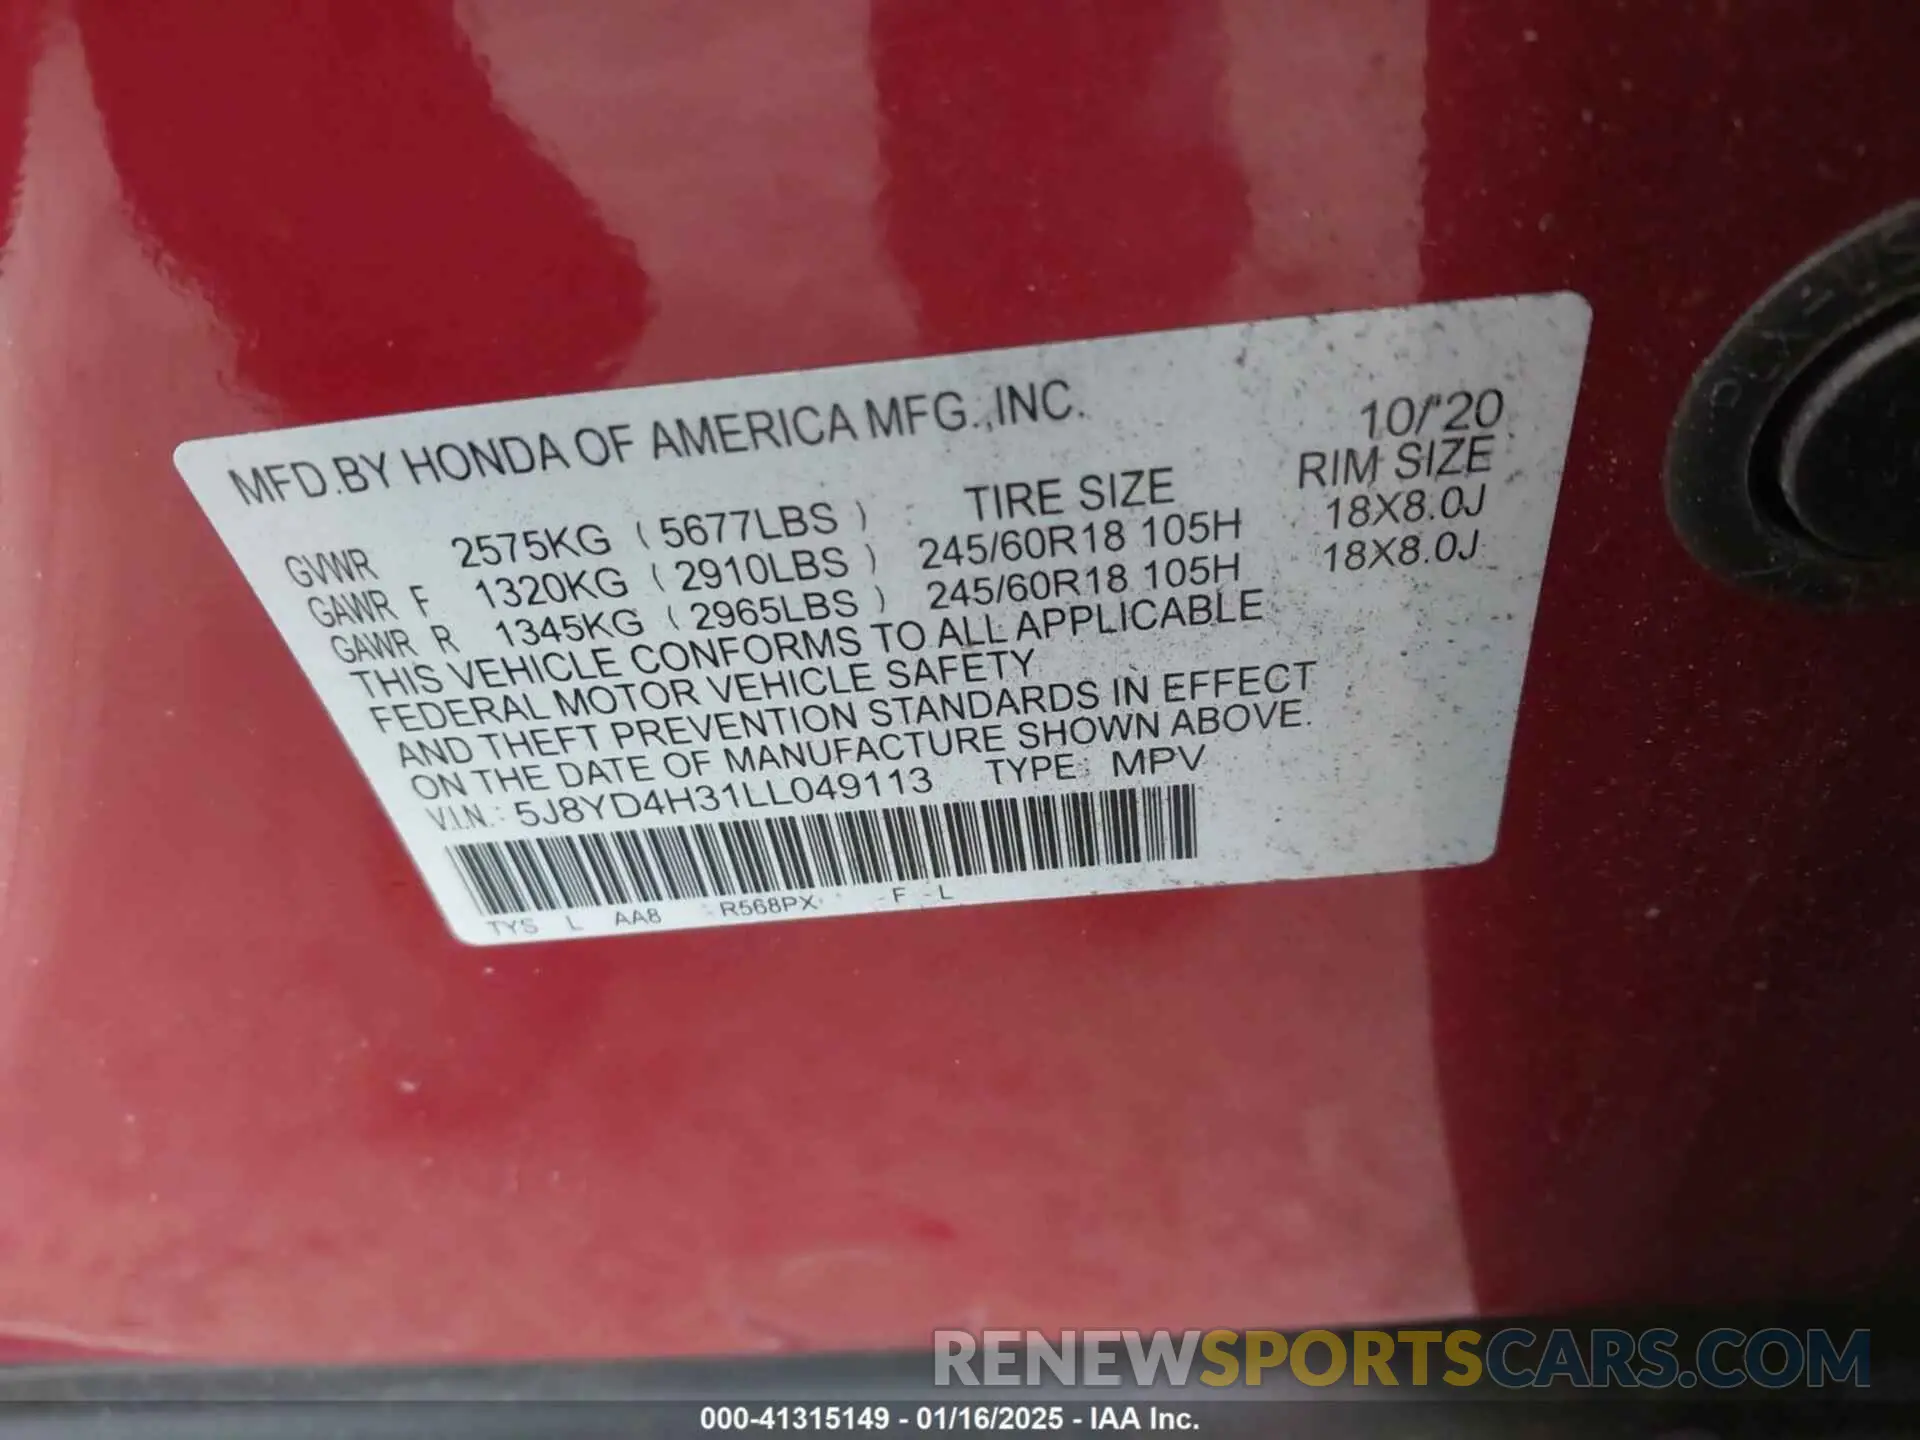 MFD.BY HONDA OF AMERICA MFG.,INC. 10/'20
TIRE SIZE RIM SIZE
GVWR 2575KG (5677LBS)
GAWR F 1320KG (2910LBS) 245/60R18 105H 18X8.0J
GAWR R 1345KG (2965LBS) 245/60R18 105H 18X8.0J
THIS VEHICLE CONFORMS TO ALL APPLICABLE
FEDERAL MOTOR VEHICLE SAFETY
AND THEFT PREVENTION STANDARDS IN EFFECT
ON THE DATE OF MANUFACTURE SHOWN ABOVE.
V.I.N.: 5J8YD4H31LL049113 TYPE: MPV
TYS L AA8 R568PX F-L
RENEWSPORTSCARS.COM
000-41315149 - 01/16/2025 - IAA Inc.